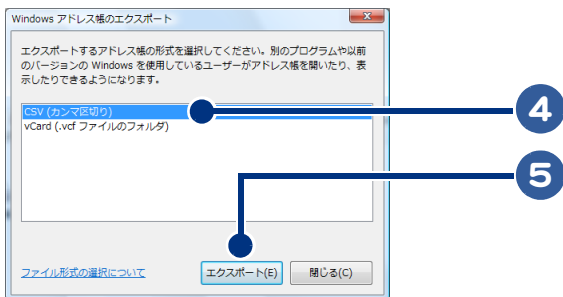 Windows アドレス帳のエクスポート
エクスポートするアドレス帳の形式を選択してください。別のプログラムや以前
のバージョンの Windows を使用しているユーザーがアドレス帳を開いたり、表
示したりできるようになります。
CSV (カンマ区切り)
vCard (.vcf ファイルのフォルダ)
4
5
ファイル形式の選択について
エクスポート(E)
閉じる(C)